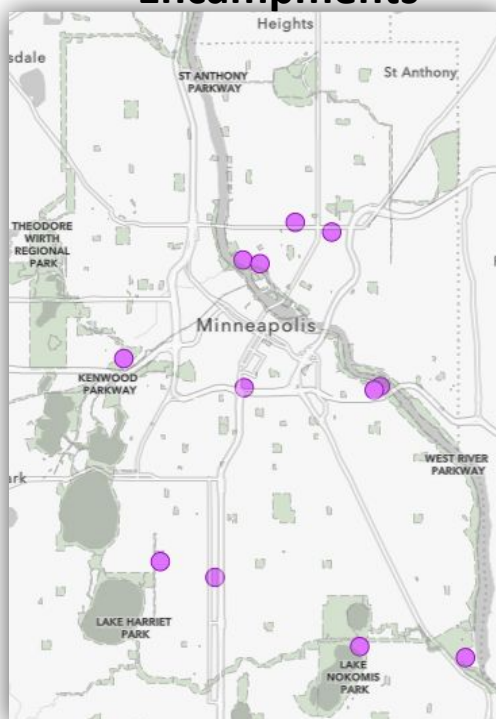 Encampments
Heights
sdale
ST ANTHONY
PARKWAY
St Anthony
THEODORE
WIRTH
REGIONAL
PARK
Minneapolis
KENWOOD
PARKWAY
WEST RIVER
PARKWAY
ark
LAKE HARRIET
PARK
LAKE
NOKOMIS
PARK